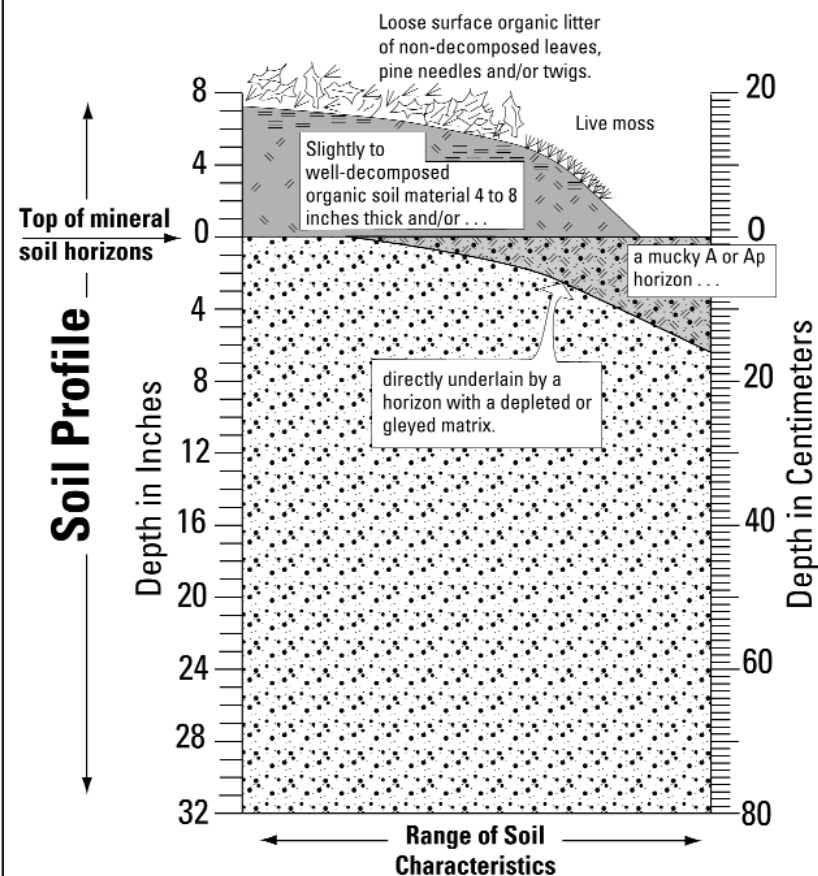 Loose surface organic litter
of non-decomposed leaves,
pine needles and/or twigs.
Live moss
8
4
0
4
8
12
16
20
24
28
32
20
0
20
40
60
80
Slightly to
well-decomposed
organic soil material 4 to 8
inches thick and/or . . .
Top of mineral
soil horizons
a mucky A or Ap
horizon . . .
directly underlain by a
horizon with a depleted or
gleyed matrix.
Soil Profile
Depth in Inches
Depth in Centimeters
Range of Soil
Characteristics